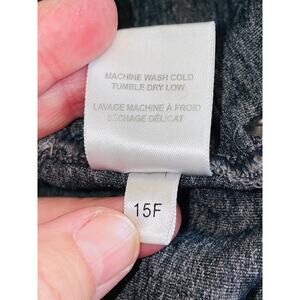 MACHINE WASH COLD
TUMBLE DRY LOW
LAVAGE MACHINE À FROID
SÉCHAGE DÉLICAT
15F